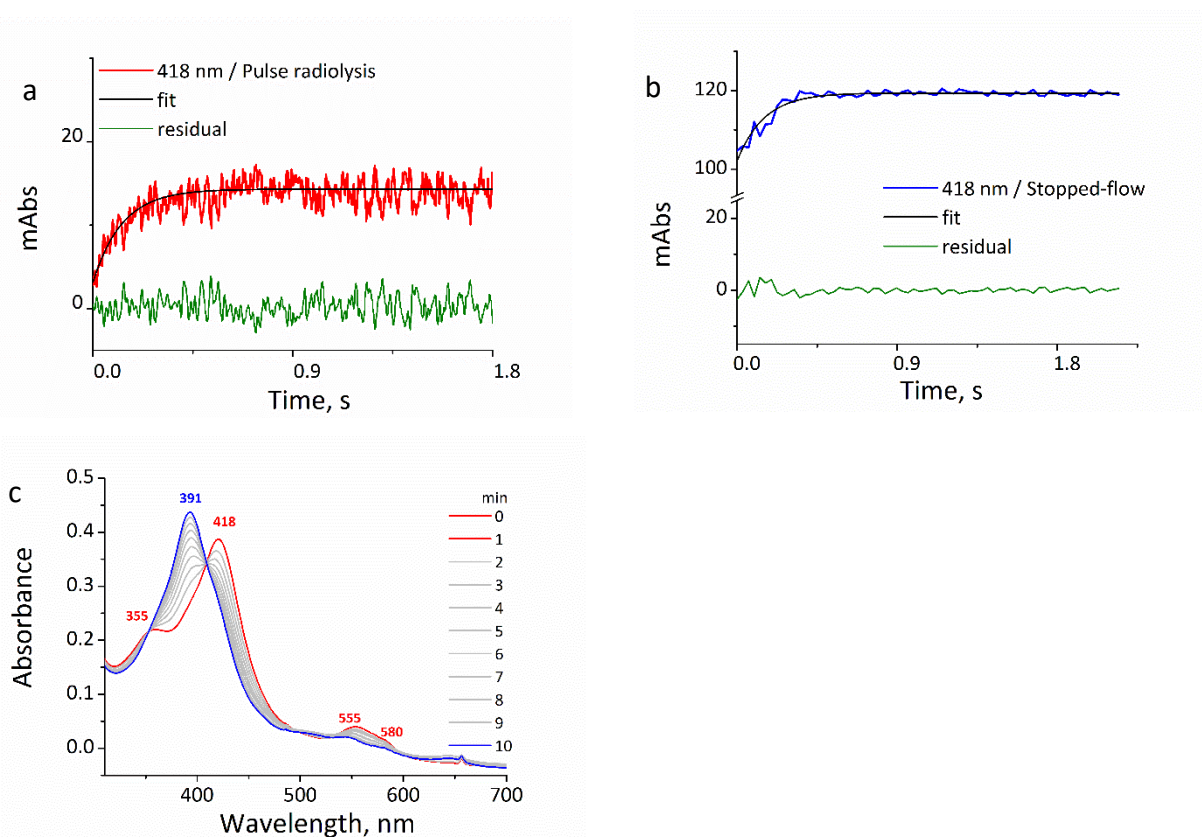 a
418 nm / Pulse radiolysis
fit
residual
20
0
mAbs
0.0 0.9 1.8
Time, s
b
120
100
418 nm / Stopped-flow
fit
residual
20
0
mAbs
0.0 0.9 1.8
Time, s
c
0.5
0.4
0.3
0.2
0.1
0.0
Absorbance
391
418
355
555
580
min
0
1
2
3
4
5
6
7
8
9
10
400 500 600 700
Wavelength, nm